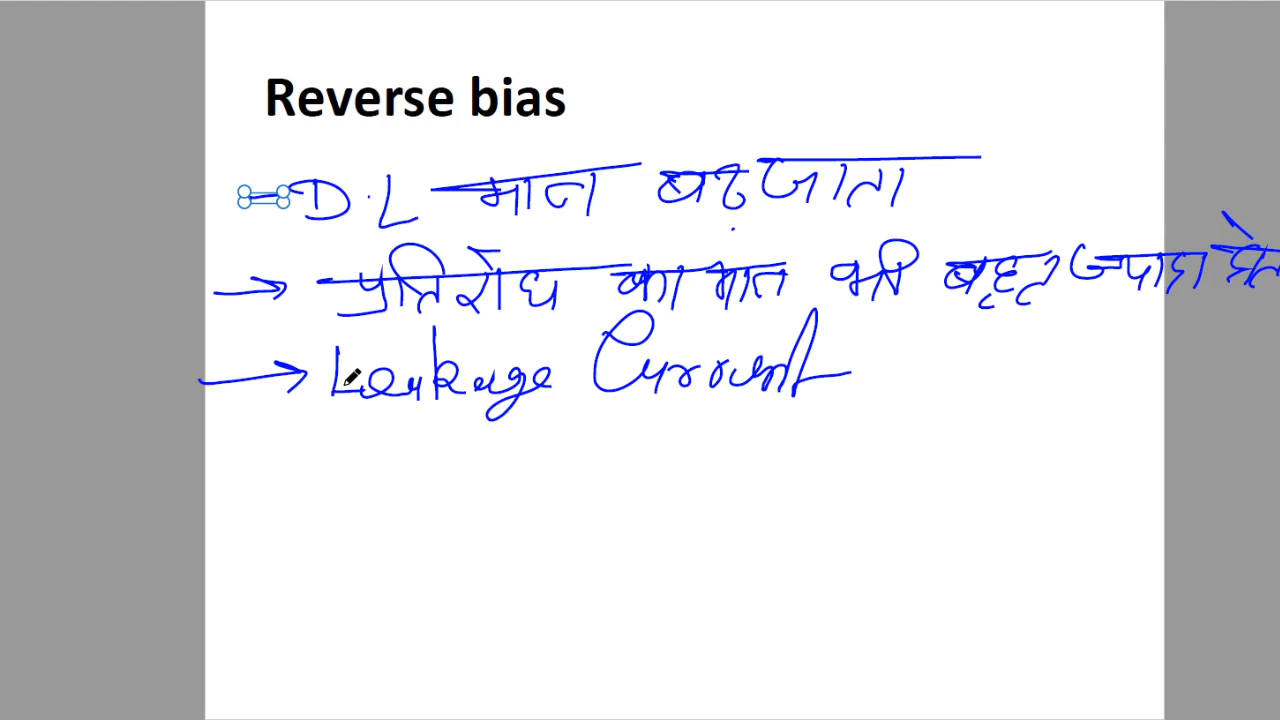 Reverse bias
D.L मान बढ़ जाता
→ प्रतिरोध का मान भी बहुत ज्यादा
→ Leakage Current